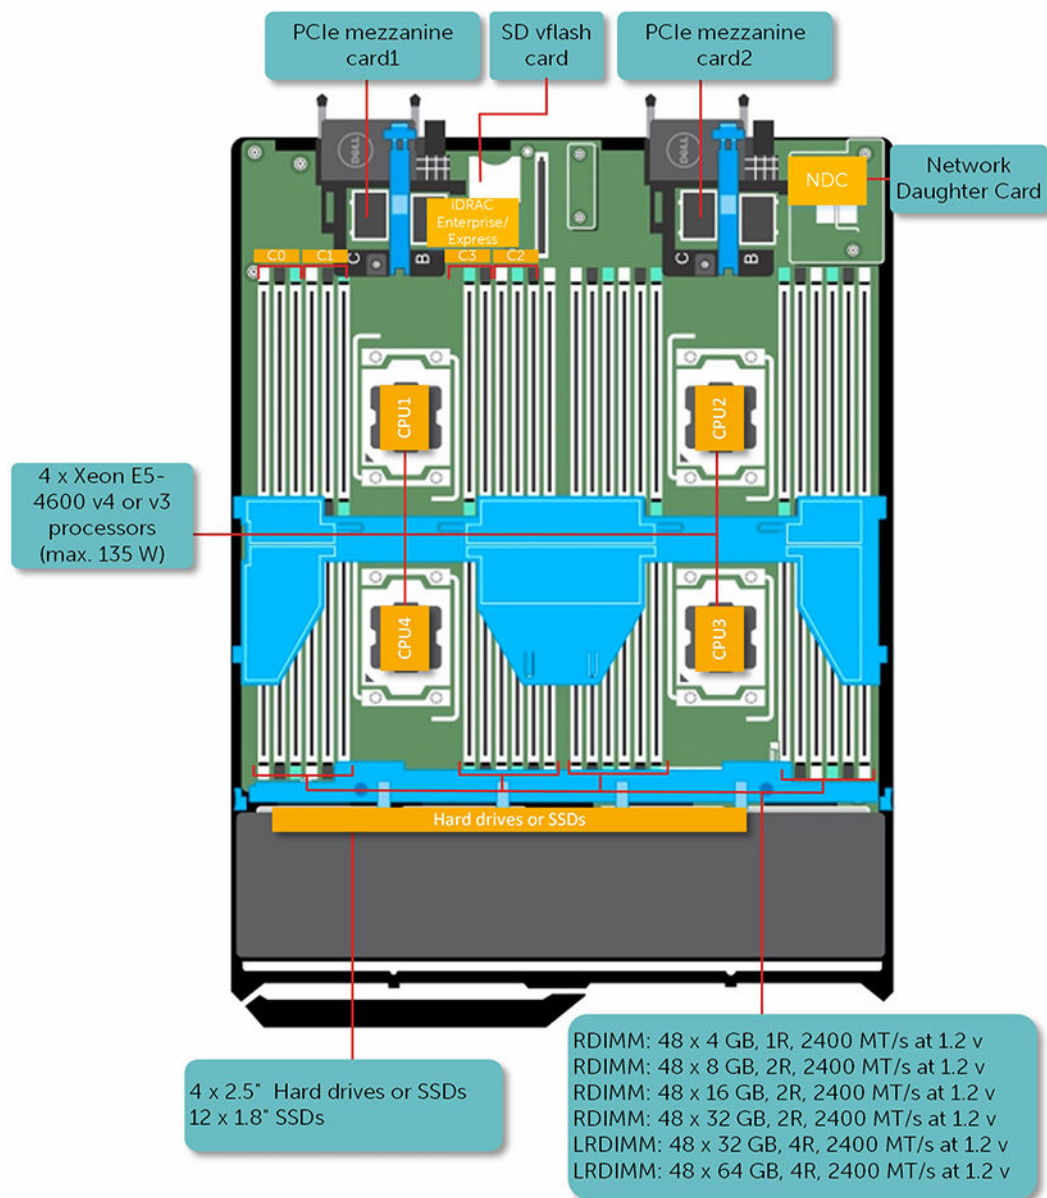 PCIe mezzanine
card1
SD vflash
card
PCIe mezzanine
card2
DELL
DELL
NDC
Network
Daughter Card
iDRAC
Enterprise/
Express
C0
C1
C
B
C3
C2
C
B
CPU1
CPU2
4 x Xeon E5-
4600 v4 or v3
processors
(max. 135 W)
CPU4
CPU3
Hard drives or SSDs
4 x 2.5" Hard drives or SSDs
12 x 1.8" SSDs
RDIMM: 48 x 4 GB, 1R, 2400 MT/s at 1.2 v
RDIMM: 48 x 8 GB, 2R, 2400 MT/s at 1.2 v
RDIMM: 48 x 16 GB, 2R, 2400 MT/s at 1.2 v
RDIMM: 48 x 32 GB, 2R, 2400 MT/s at 1.2 v
LRDIMM: 48 x 32 GB, 4R, 2400 MT/s at 1.2 v
LRDIMM: 48 x 64 GB, 4R, 2400 MT/s at 1.2 v